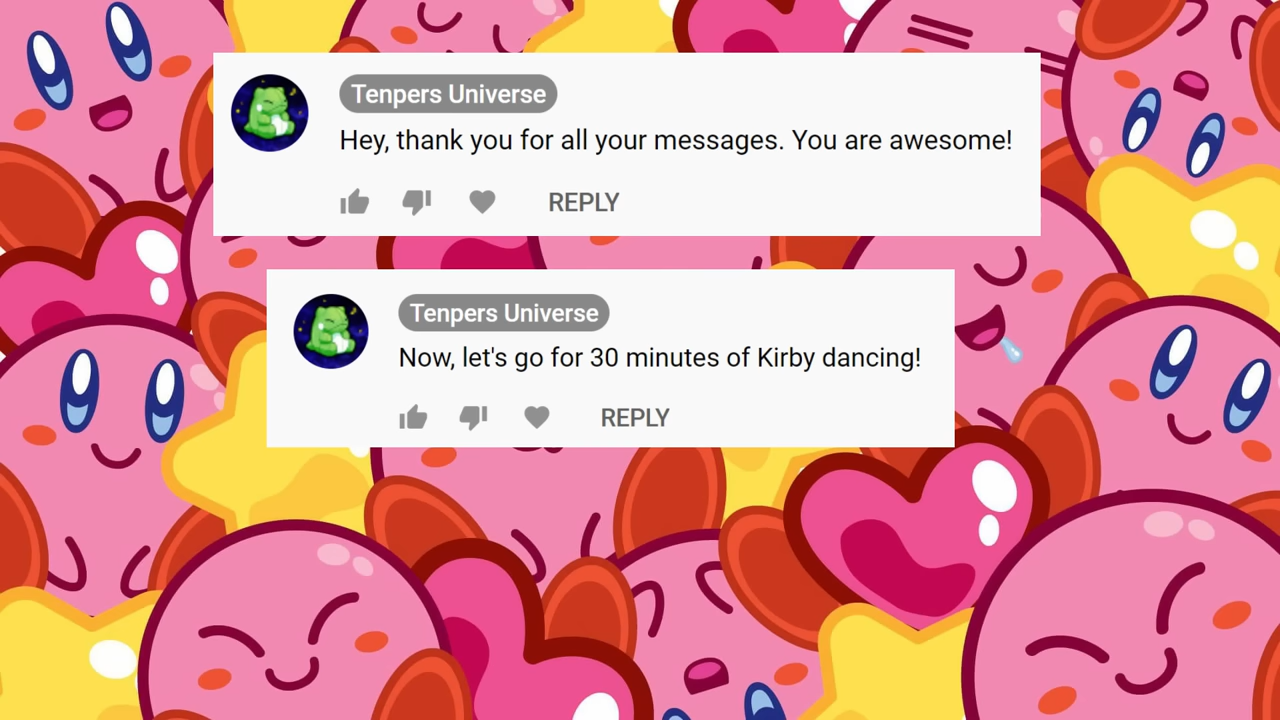 Tenpers Universe
Hey, thank you for all your messages. You are awesome!
REPLY
Tenpers Universe
Now, let's go for 30 minutes of Kirby dancing!
REPLY